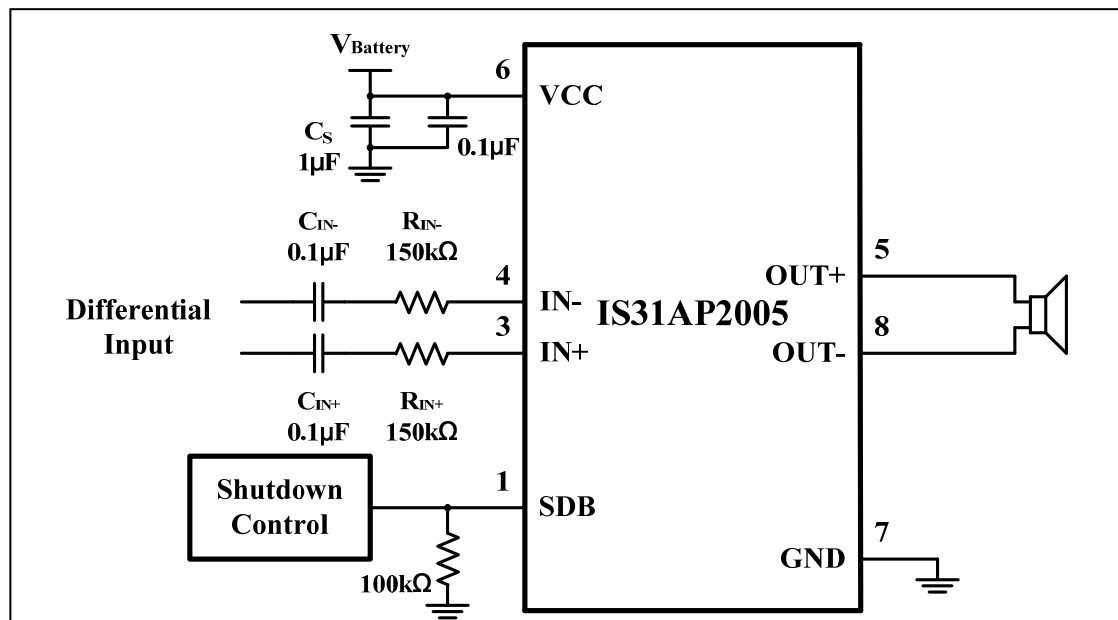 VBattery
6
VCC
CS
1µF
0.1µF
CIN-
0.1µF
RIN-
150kΩ
4
IN-
Differential
Input
3
IN+
CIN+
0.1µF
RIN+
150kΩ
IS31AP2005
OUT+
5
OUT-
8
Shutdown
Control
1
SDB
100kΩ
GND
7